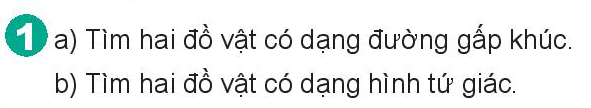 1 a) Tìm hai đồ vật có dạng đường gấp khúc.
b) Tìm hai đồ vật có dạng hình tứ giác.